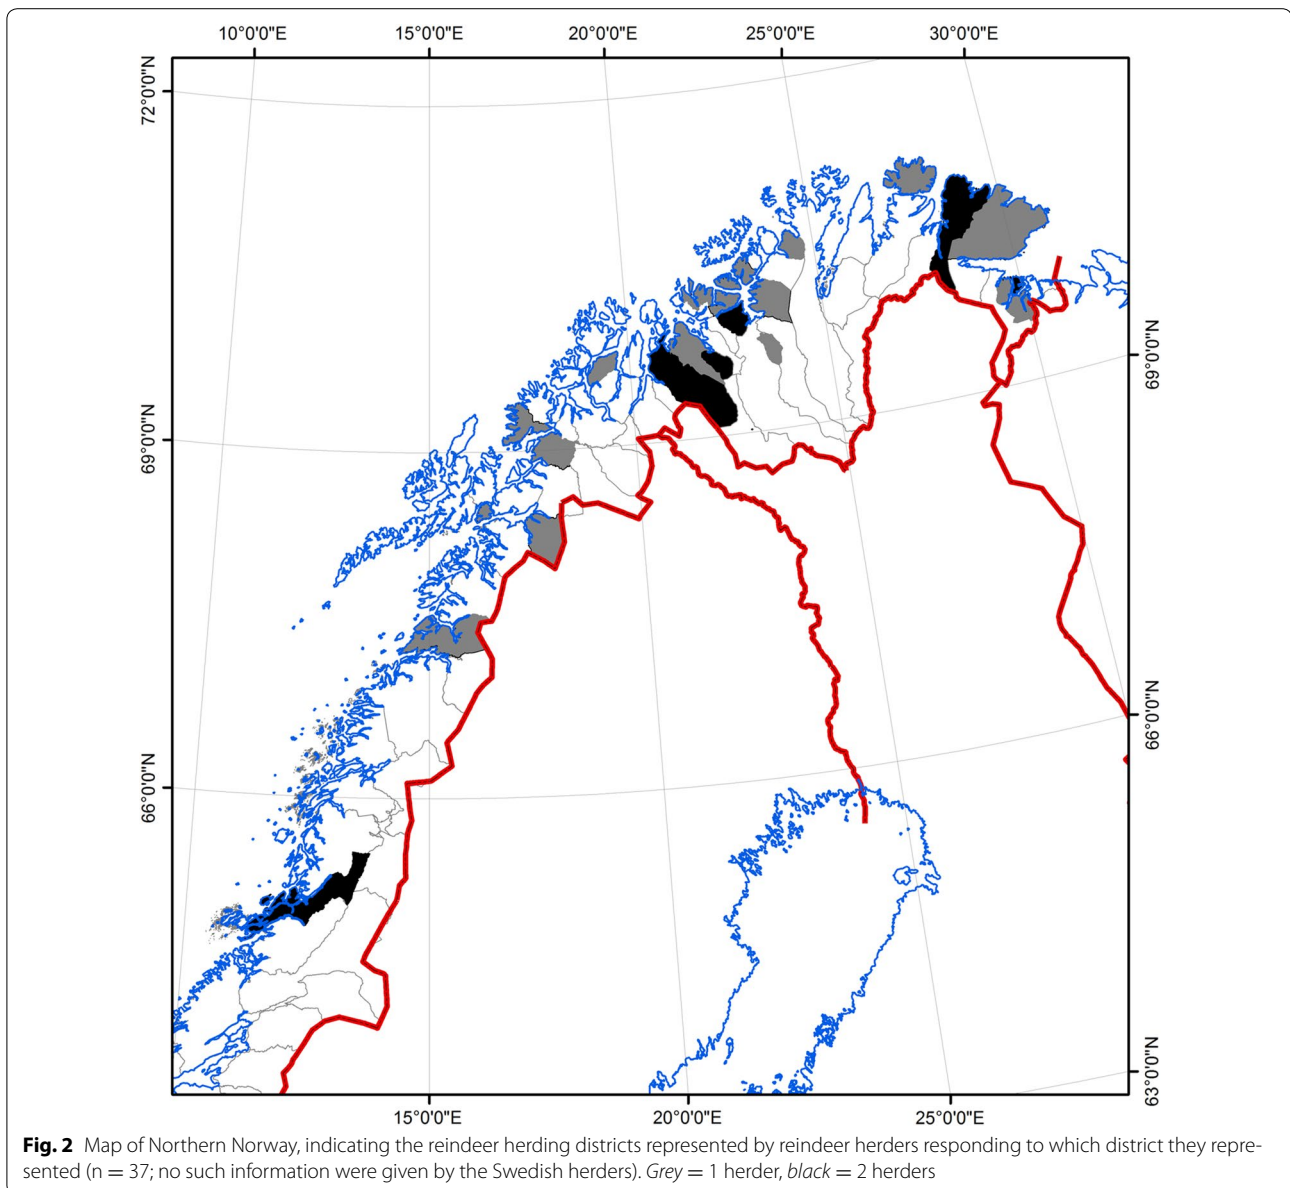 10°0'0"E 15°0'0"E 20°0'0"E 25°0'0"E 30°0'0"E
72°0'0"N
69°0'0"N
69°0'0"N
66°0'0"N
66°0'0"N
63°0'0"N
15°0'0"E 20°0'0"E 25°0'0"E
Fig. 2 Map of Northern Norway, indicating the reindeer herding districts represented by reindeer herders responding to which district they repre-
sented (n = 37; no such information were given by the Swedish herders). Grey = 1 herder, black = 2 herders